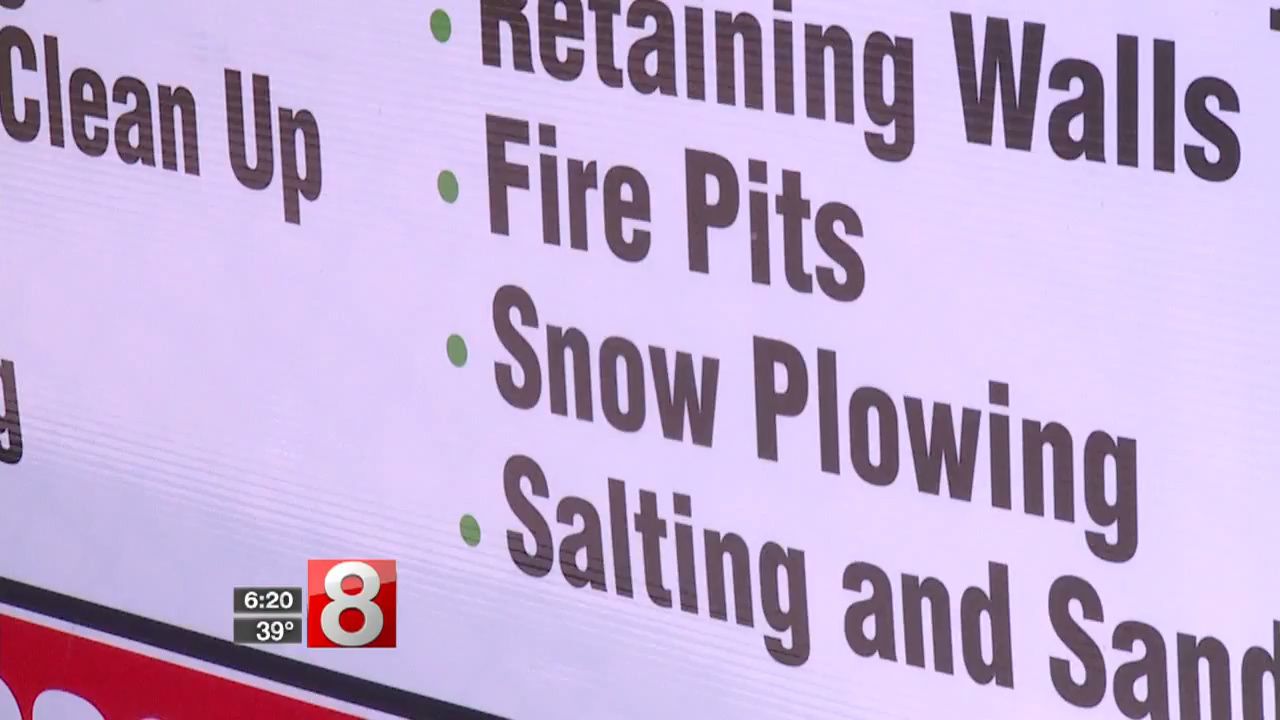 Clean Up
Retaining Walls
• Fire Pits
• Snow Plowing
• Salting and Sand
6:20
39°
8